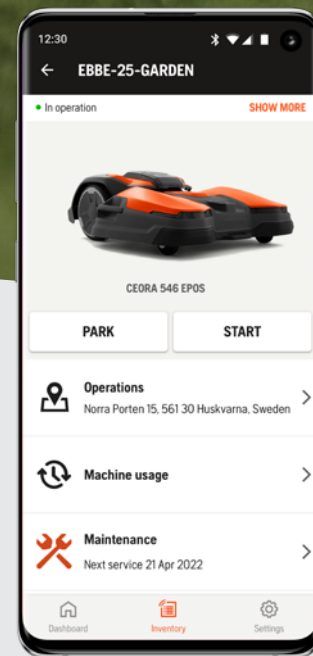 12:30
EBBE-25-GARDEN
In operation SHOW MORE
CEORA 546 EPOS
PARK START
Operations
Norra Porten 15, 561 30 Huskvarna, Sweden
Machine usage
Maintenance
Next service 21 Apr 2022
Dashboard Inventory Settings